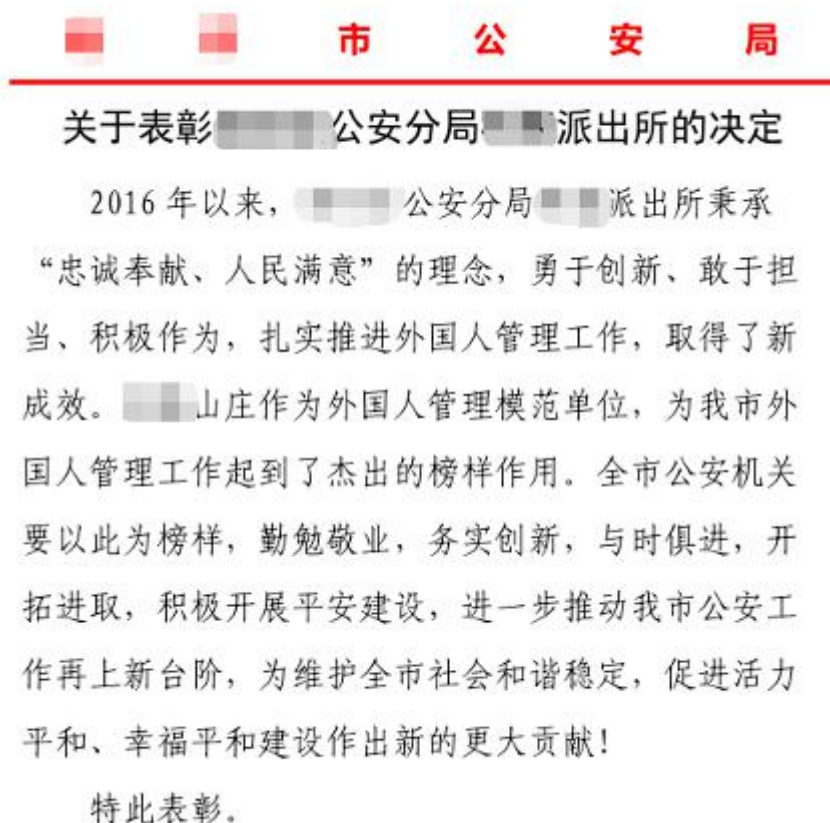 市公安局
关于表彰公安分局派出所的决定
2016年以来，公安分局派出所秉承
“忠诚奉献、人民满意”的理念，勇于创新、敢于担
当、积极作为，扎实推进外国人管理工作，取得了新
成效。山庄作为外国人管理模范单位，为我市外
国人管理工作起到了杰出的榜样作用。全市公安机关
要以此为榜样，勤勉敬业，务实创新，与时俱进，开
拓进取，积极开展平安建设，进一步推动我市公安工
作再上新台阶，为维护全市社会和谐稳定，促进活力
平和、幸福平和建设作出新的更大贡献！
特此表彰。